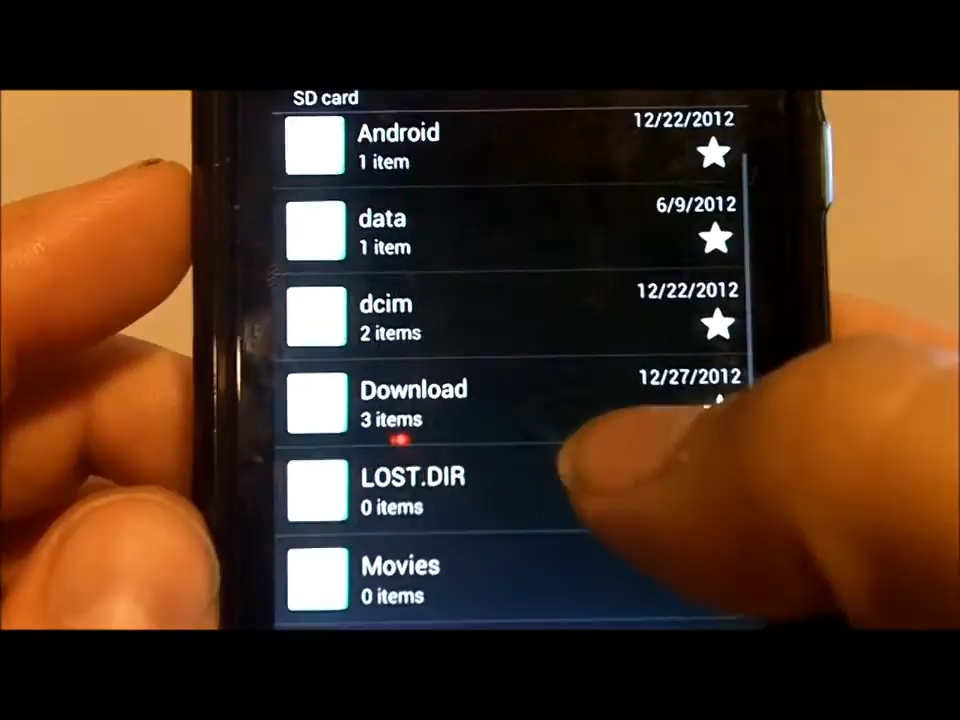 SD card
Android
12/22/2012
1 item
data
6/9/2012
1 item
dcim
12/22/2012
2 items
Download
12/27/2012
3 items
LOST.DIR
0 items
Movies
0 items